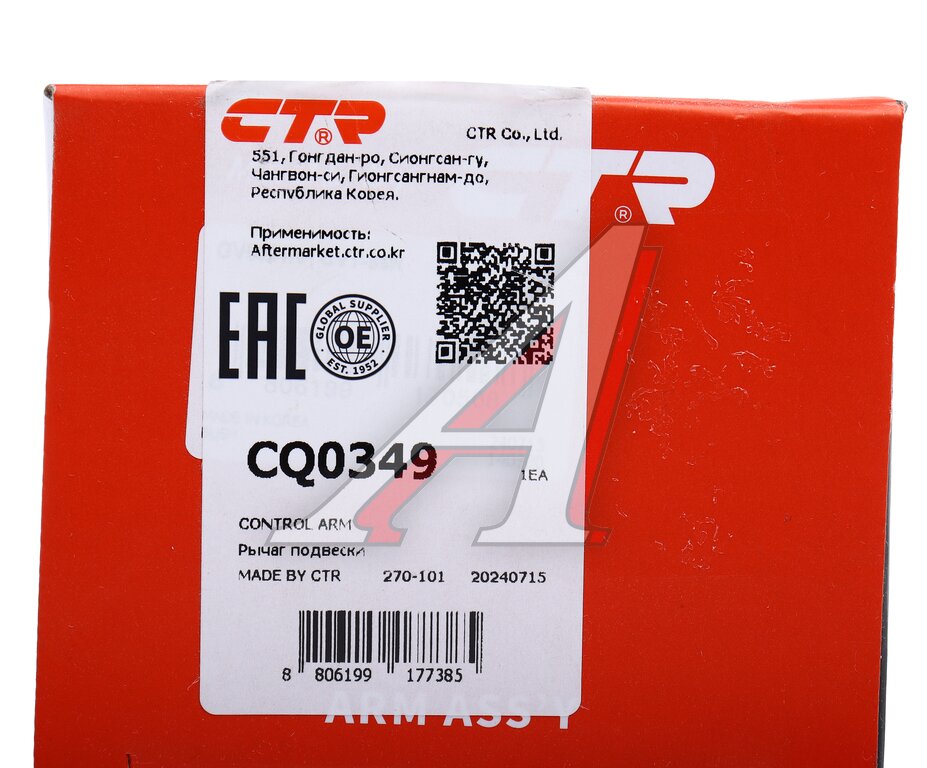 CTR®
CTR Co., Ltd.
551, Гонгдан-ро, Сионгсан-гу,
Чангвон-си, Гионгсангнам-до,
Республика Корея.
CTR®
Применимость:
Aftermarket.ctr.co.kr
EAC
GLOBAL SUPPLIER
OE
EST. 1952
CQ0349
1EA
CONTROL ARM
Рычаг подвески
MADE BY CTR 270-101 20240715
8 806199 177385
ARM ASS'Y